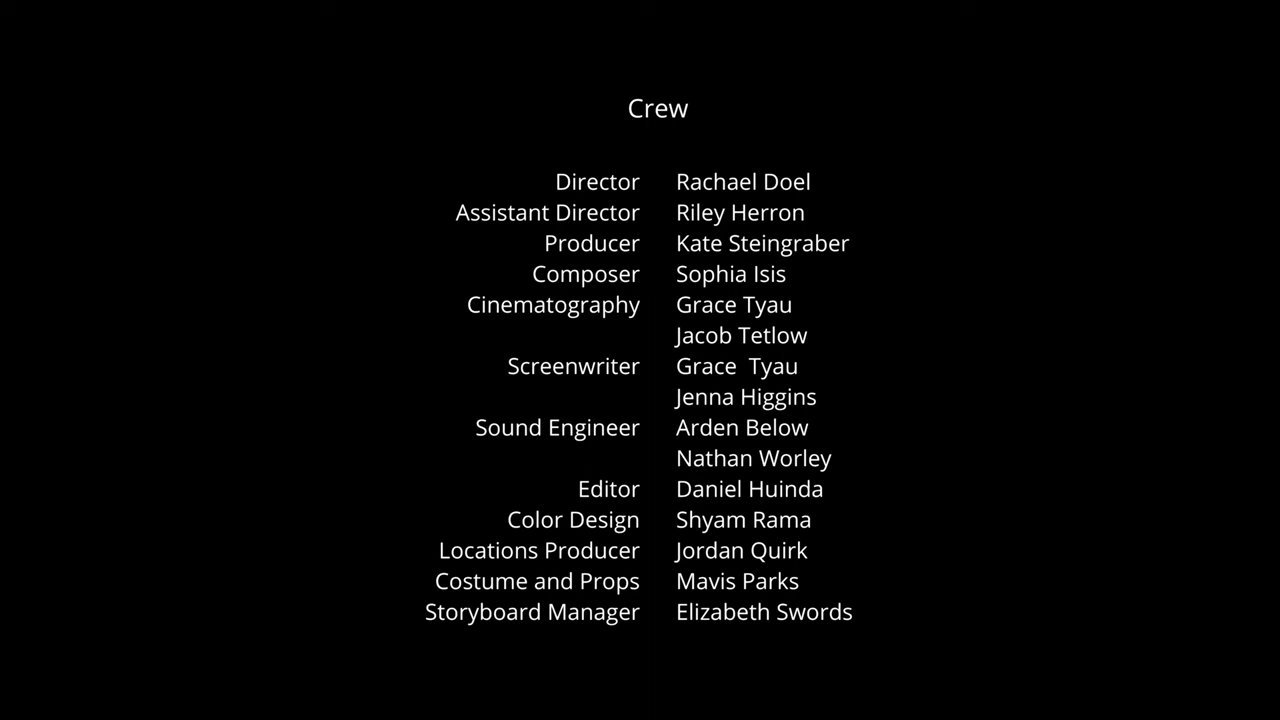 Crew
Director Rachael Doel
Assistant Director Riley Herron
Producer Kate Steingraber
Composer Sophia Isis
Cinematography Grace Tyau
Jacob Tetlow
Screenwriter Grace  Tyau
Jenna Higgins
Sound Engineer Arden Below
Nathan Worley
Editor Daniel Huinda
Color Design Shyam Rama
Locations Producer Jordan Quirk
Costume and Props Mavis Parks
Storyboard Manager Elizabeth Swords